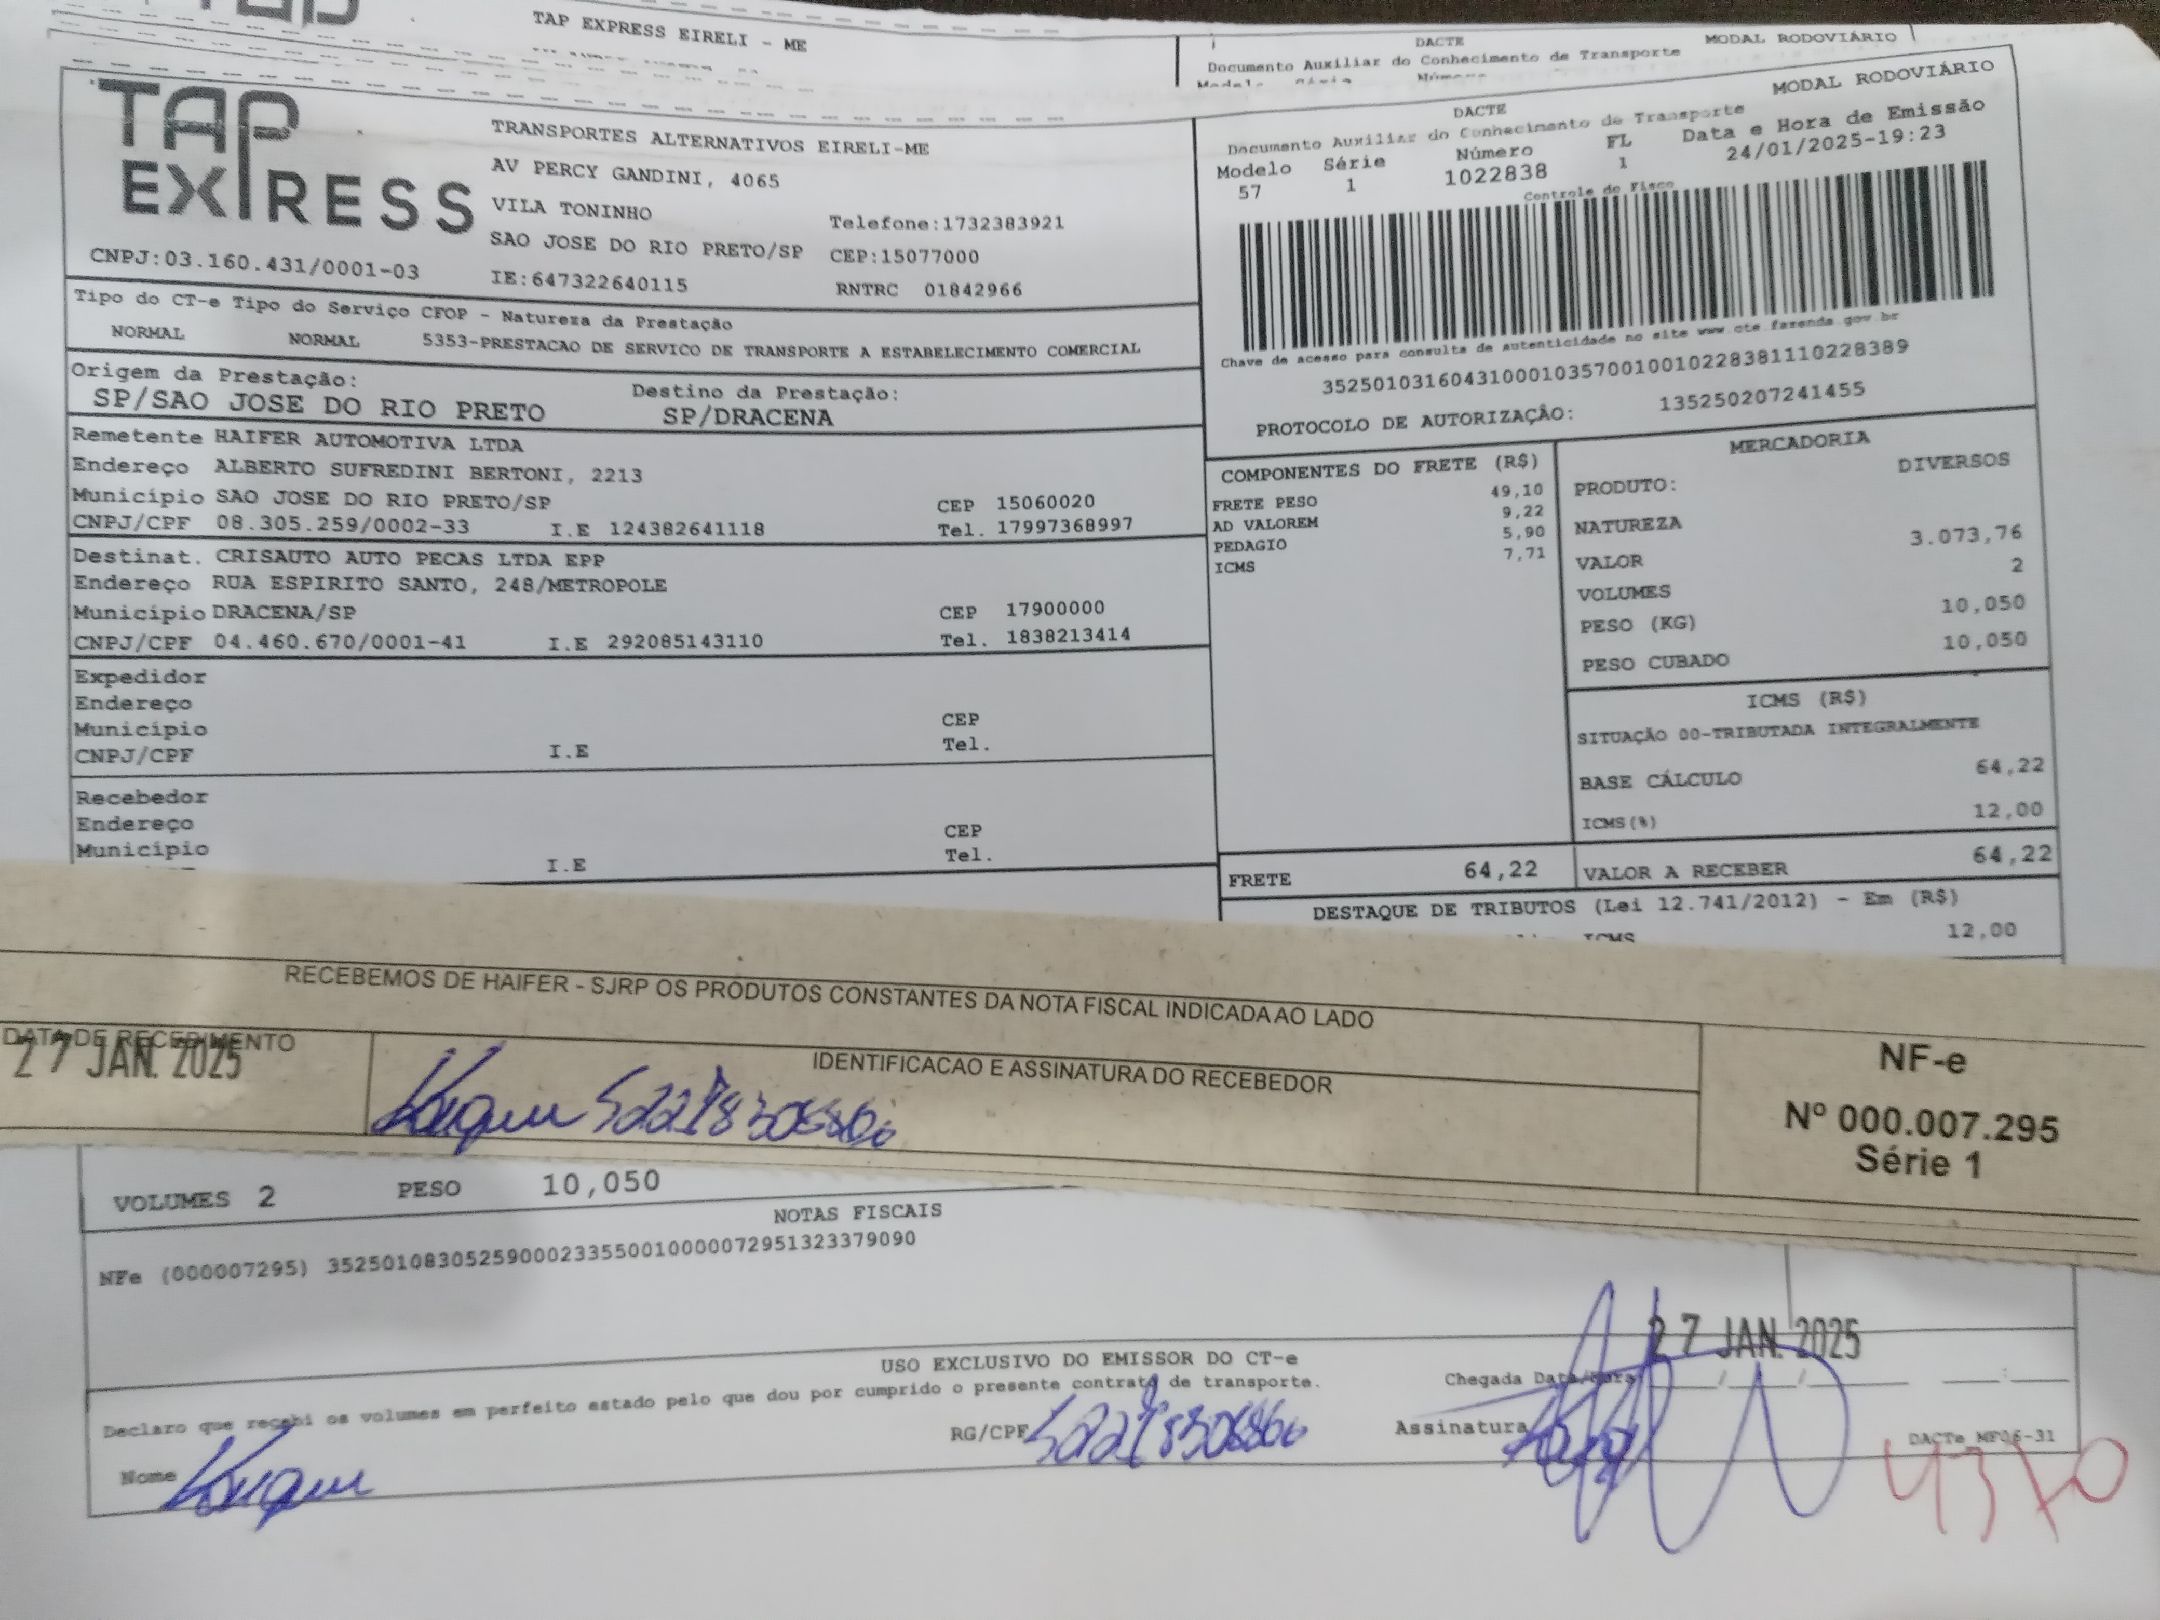 TAP EXPRESS EIRELI - ME
DACTE
MODAL RODOVIÁRIO
Documento Auxiliar do Conhecimento de Transporte
TAP EXPRESS
CNPJ:03.160.431/0001-03
TRANSPORTES ALTERNATIVOS EIRELI-ME
AV PERCY GANDINI, 4065
VILA TONINHO
Telefone:1732383921
SAO JOSE DO RIO PRETO/SP CEP:15077000
IE:647322640115 RNTRC 01842966
MODAL RODOVIÁRIO
DACTE
Documento Auxiliar do Conhecimento de Transporte
Modelo Série Número FL Data e Hora de Emissão
57 1 1022838 1 24/01/2025-19:23
Controle do Fisco
Chave de acesso para consulta de autenticidade no site www.cte.fazenda.gov.br
35250103160431000103570010010228381110228389
PROTOCOLO DE AUTORIZAÇÂO: 135250207241455
Tipo do CT-e Tipo do Serviço CFOP - Natureza da Prestação
NORMAL NORMAL 5353-PRESTACAO DE SERVICO DE TRANSPORTE A ESTABELECIMENTO COMERCIAL
Origem da Prestação: Destino da Prestação:
SP/SAO JOSE DO RIO PRETO SP/DRACENA
Remetente HAIFER AUTOMOTIVA LTDA
Endereço ALBERTO SUFREDINI BERTONI, 2213
Município SAO JOSE DO RIO PRETO/SP CEP 15060020
CNPJ/CPF 08.305.259/0002-33 I.E 124382641118 Tel. 17997368997
Destinat. CRISAUTO AUTO PECAS LTDA EPP
Endereço RUA ESPIRITO SANTO, 248/METROPOLE
Município DRACENA/SP CEP 17900000
CNPJ/CPF 04.460.670/0001-41 I.E 292085143110 Tel. 1838213414
Expedidor
Endereço
Município CEP
CNPJ/CPF I.E Tel.
Recebedor
Endereço
Município CEP
I.E Tel.
COMPONENTES DO FRETE (R$)
FRETE PESO 49,10
AD VALOREM 9,22
PEDAGIO 5,90
ICMS 7,71
MERCADORIA
PRODUTO: DIVERSOS
NATUREZA
VALOR 3.073,76
VOLUMES 2
PESO (KG) 10,050
PESO CUBADO 10,050
ICMS (R$)
SITUAÇÃO 00-TRIBUTADA INTEGRALMENTE
BASE CÁLCULO 64,22
ICMS(%) 12,00
FRETE 64,22 VALOR A RECEBER 64,22
DESTAQUE DE TRIBUTOS (Lei 12.741/2012) - Em (R$)
ICMS 12,00
RECEBEMOS DE HAIFER - SJRP OS PRODUTOS CONSTANTES DA NOTA FISCAL INDICADA AO LADO
DATA DE RECEBIMENTO
27 JAN. 2025
IDENTIFICACAO E ASSINATURA DO RECEBEDOR
NF-e
Nº 000.007.295
Série 1
VOLUMES 2 PESO 10,050
NOTAS FISCAIS
NFe (000007295) 35250108305259000233550010000072951323379090
27 JAN. 2025
USO EXCLUSIVO DO EMISSOR DO CT-e
Declaro que recebi os volumes em perfeito estado pelo que dou por cumprido o presente contrato de transporte.
Chegada Data/Hora
Nome
RG/CPF
Assinatura
DACTe MF06-31
4370